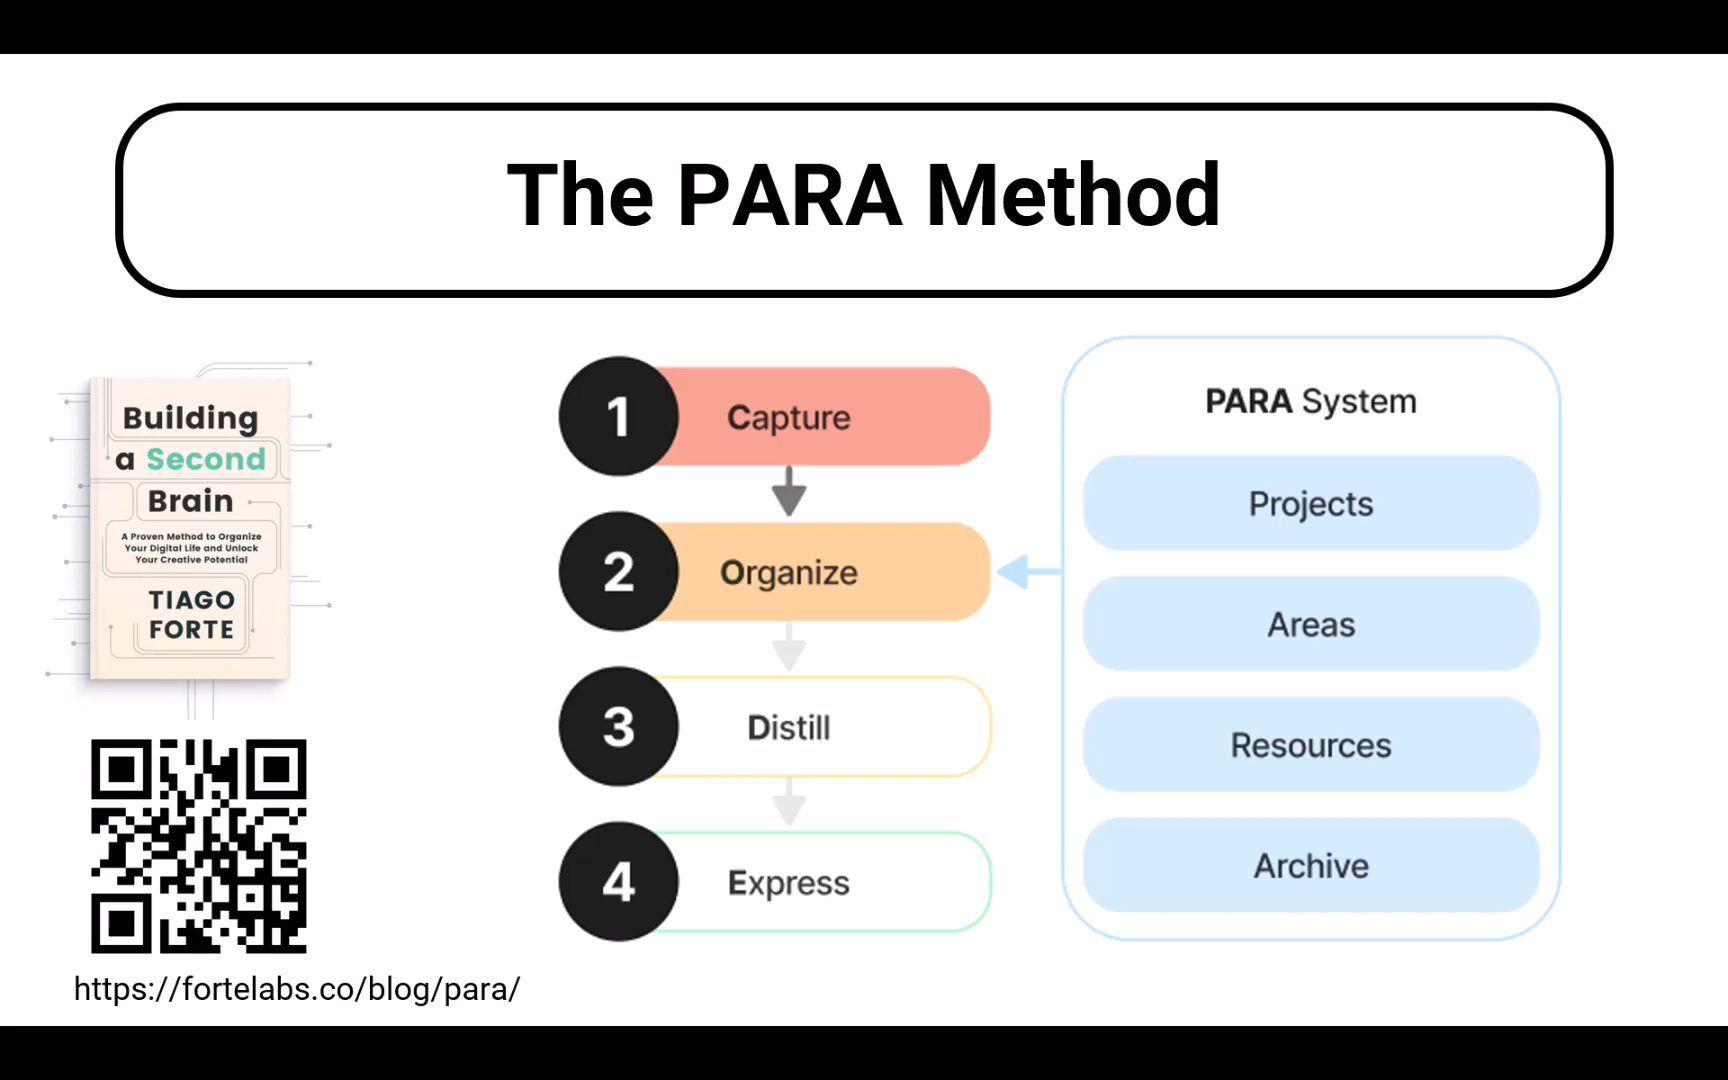 The PARA Method
Building
a Second
Brain
A Proven Method to Organize
Your Digital Life and Unlock
Your Creative Potential
TIAGO
FORTE
https://fortelabs.co/blog/para/
1 Capture
2 Organize
3 Distill
4 Express
PARA System
Projects
Areas
Resources
Archive